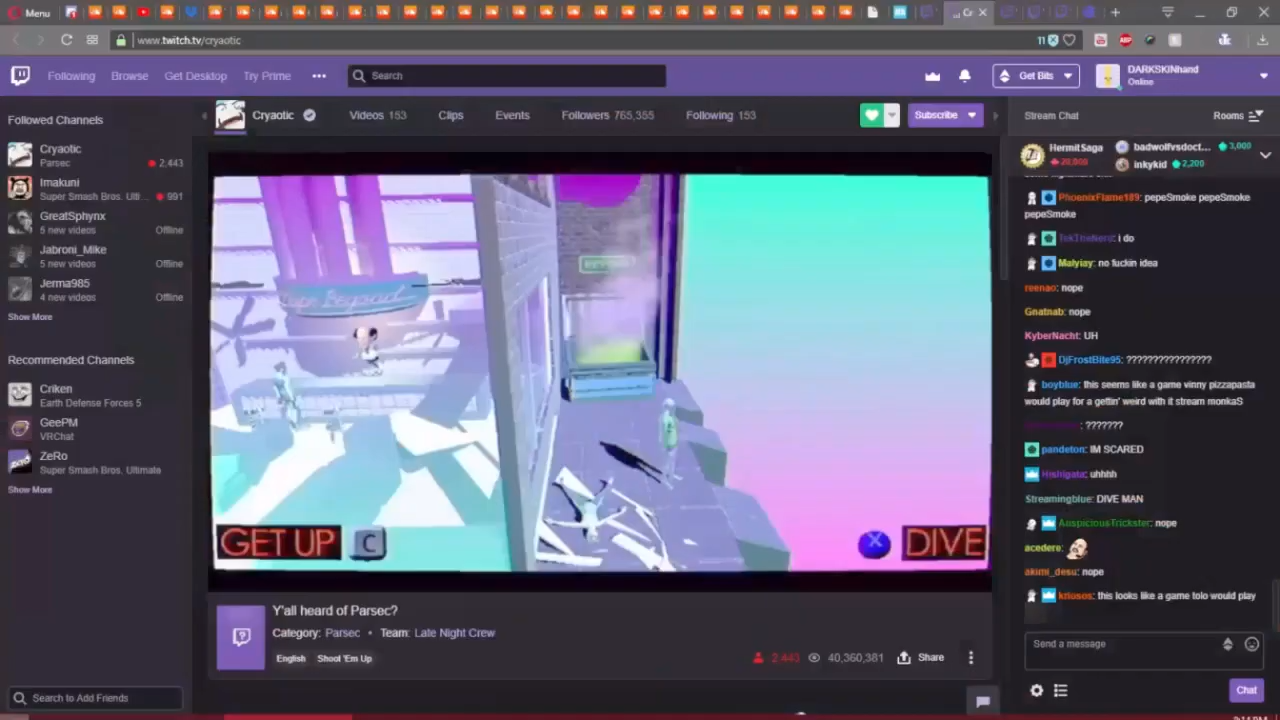 Menu
www.twitch.tv/cryaotic
11
ABP
Following Browse Get Desktop Try Prime ••• Search
Get Bits
DARKSKINhand
Online
Followed Channels
Cryaotic
Parsec 2,443
Imakuni
Super Smash Bros. Ulti... 991
GreatSphynx
5 new videos Offline
Jabroni_Mike
5 new videos Offline
Jerma985
4 new videos Offline
Show More
Recommended Channels
Criken
Earth Defense Forces 5
GeePM
VRChat
ZeRo
Super Smash Bros. Ultimate
Show More
Search to Add Friends
Cryaotic Videos 153 Clips Events Followers 765,355 Following 153 Subscribe
GET UP C
X DIVE
Y'all heard of Parsec?
Category: Parsec • Team: Late Night Crew
English Shoot 'Em Up
2,443 40,360,381 Share
Stream Chat Rooms
HermitSaga 20,000
badwolfvsdoct... 3,000
inkykid 2,200
PhoenixFlame189: pepeSmoke pepeSmoke
pepeSmoke
TekTheNerd: I do
Malyiay: no fuckin idea
reenao: nope
Gnatnab: nope
KyberNacht: UH
DjFrostBite95: ????????????????
boyblue: this seems like a game vinny pizzapasta
would play for a gettin' weird with it stream monkaS
: ???????
pandeton: IM SCARED
Hishigata: uhhhh
Streamingblue: DIVE MAN
AuspiciousTrickster: nope
acedere:
akimi_desu: nope
kriosos: this looks like a game tolo would play
Send a message
Chat